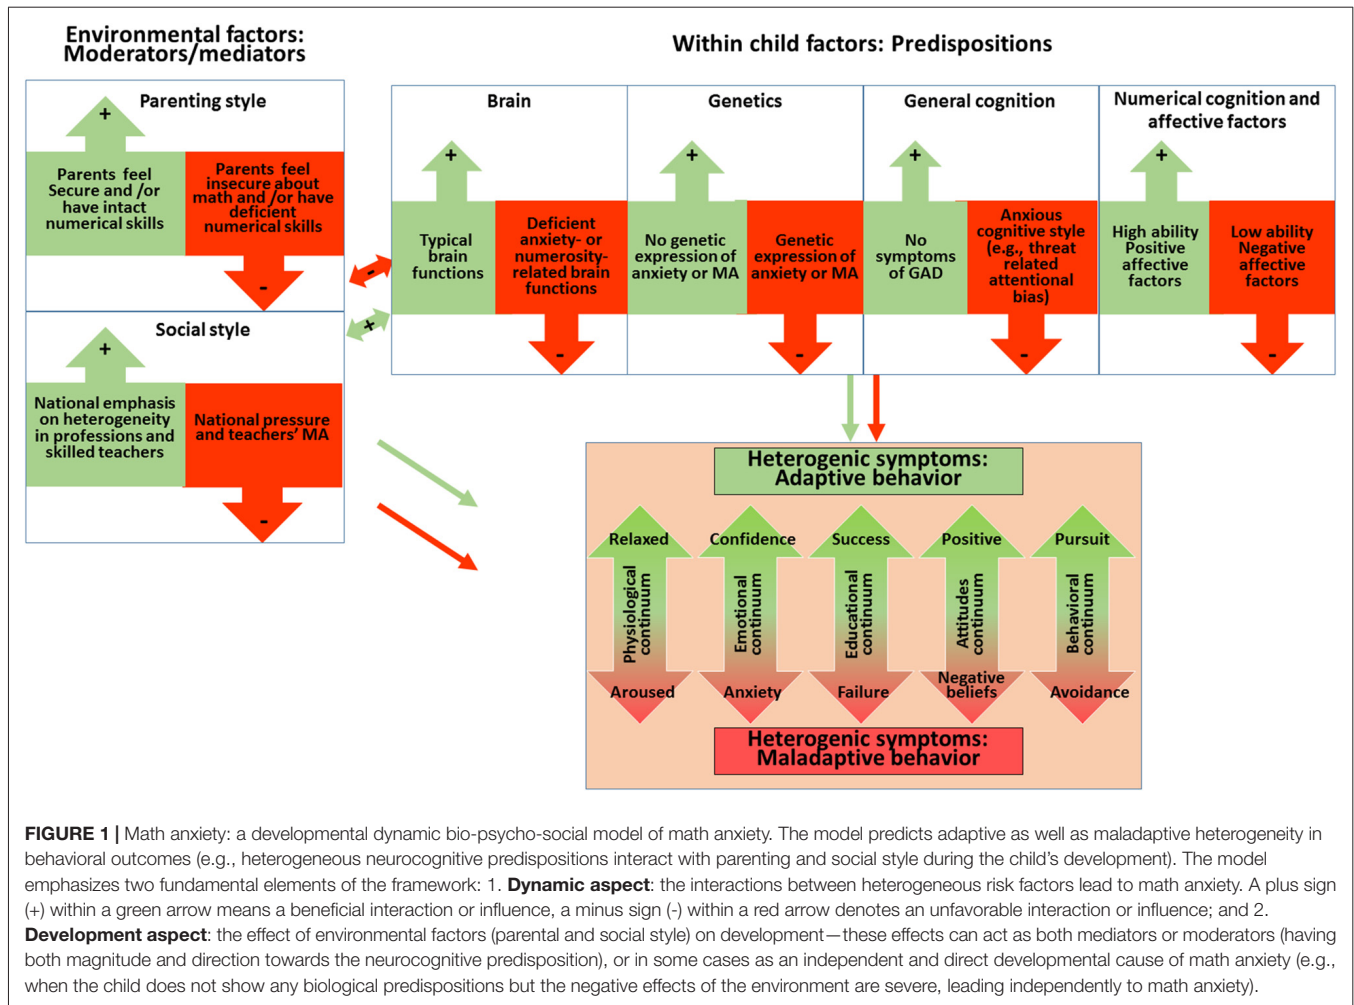 Environmental factors:
Moderators/mediators
Within child factors: Predispositions
Parenting style
+
Parents feel
Secure and /or
have intact
numerical skills
Parents feel
insecure about
math and /or have
deficient
numerical skills
-
Social style
+
National emphasis
on heterogeneity
in professions and
skilled teachers
National pressure
and teachers' MA
-
-
+
Brain
+
Typical
brain
functions
Deficient
anxiety- or
numerosity-
related brain
functions
-
Genetics
+
No genetic
expression of
anxiety or MA
Genetic
expression of
anxiety or MA
-
General cognition
+
No
symptoms
of GAD
Anxious
cognitive style
(e.g., threat
related
attentional
bias)
-
Numerical cognition and
affective factors
+
High ability
Positive
affective
factors
Low ability
Negative
affective
factors
-
Heterogenic symptoms:
Adaptive behavior
Relaxed
Physiological
continuum
Aroused
Confidence
Emotional
continuum
Anxiety
Success
Educational
continuum
Failure
Positive
Attitudes
continuum
Negative
beliefs
Pursuit
Behavioral
continuum
Avoidance
Heterogenic symptoms:
Maladaptive behavior
FIGURE 1 | Math anxiety: a developmental dynamic bio-psycho-social model of math anxiety. The model predicts adaptive as well as maladaptive heterogeneity in
behavioral outcomes (e.g., heterogeneous neurocognitive predispositions interact with parenting and social style during the child's development). The model
emphasizes two fundamental elements of the framework: 1. Dynamic aspect: the interactions between heterogeneous risk factors lead to math anxiety. A plus sign
(+) within a green arrow means a beneficial interaction or influence, a minus sign (-) within a red arrow denotes an unfavorable interaction or influence; and 2.
Development aspect: the effect of environmental factors (parental and social style) on development—these effects can act as both mediators or moderators (having
both magnitude and direction towards the neurocognitive predisposition), or in some cases as an independent and direct developmental cause of math anxiety (e.g.,
when the child does not show any biological predispositions but the negative effects of the environment are severe, leading independently to math anxiety).